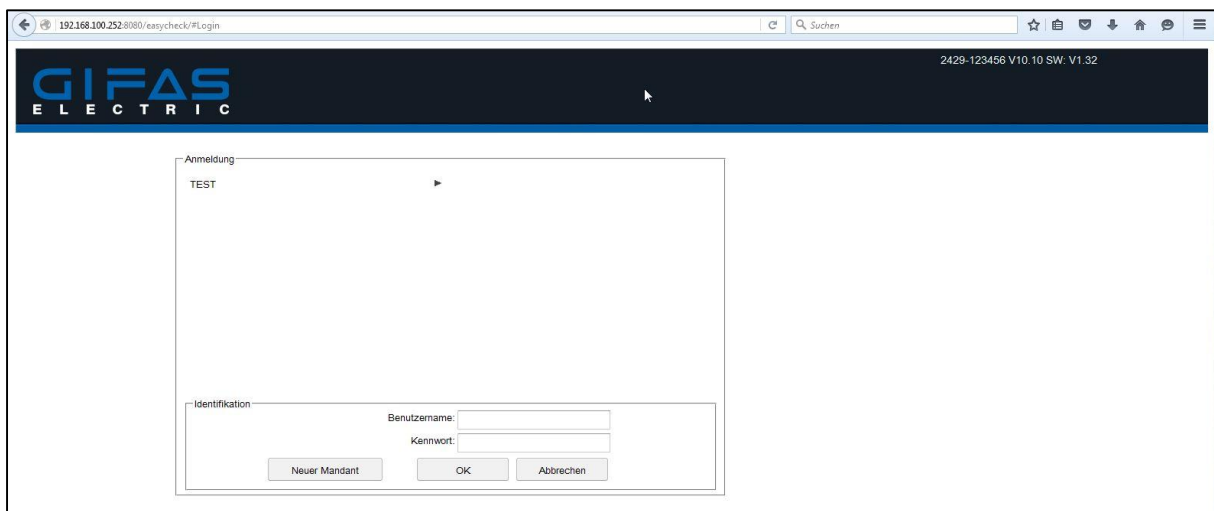 192.168.100.252:8080/easycheck/#Login
Suchen
2429-123456 V10.10 SW: V1.32
GIFAS
ELECTRIC
Anmeldung
TEST
Identifikation
Benutzername:
Kennwort:
Neuer Mandant OK Abbrechen